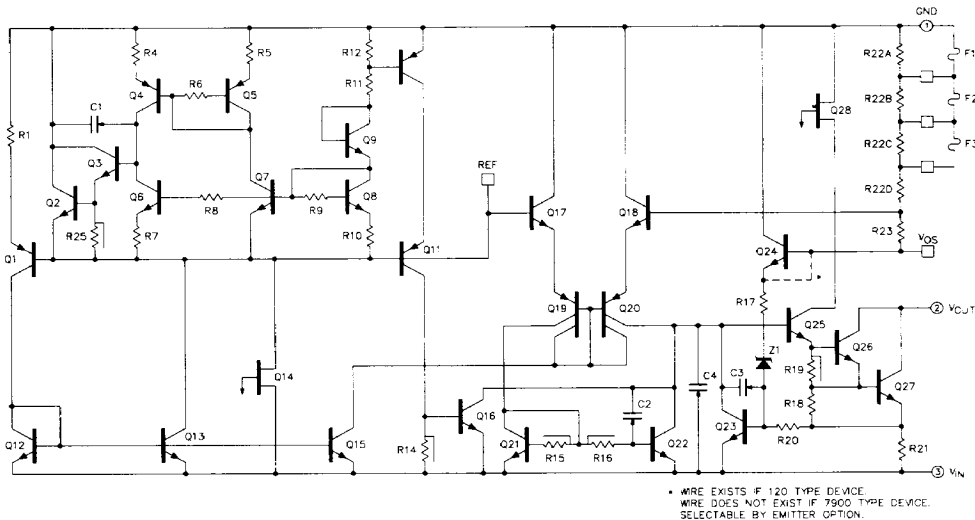 GND
1
R4
R5
R12
R22A
F1
R6
R11
Q4
Q5
R22B
F2
C1
Q28
R1
Q9
R22C
F3
Q3
REF
Q7
Q6
R8
R9
Q8
Q17
Q18
R22D
Q2
R25
R7
R10
R23
Q24
VOS
Q1
Q11
*
R17
Q19
Q20
2
VOUT
Q25
Q26
Z1
R19
Q14
C4
C3
Q27
C2
R18
Q16
Q12
Q13
Q15
R14
Q21
R15
R16
Q22
Q23
R20
R21
3
VIN
* WIRE EXISTS IF 120 TYPE DEVICE.
WIRE DOES NOT EXIST IF 7900 TYPE DEVICE.
SELECTABLE BY EMITTER OPTION.